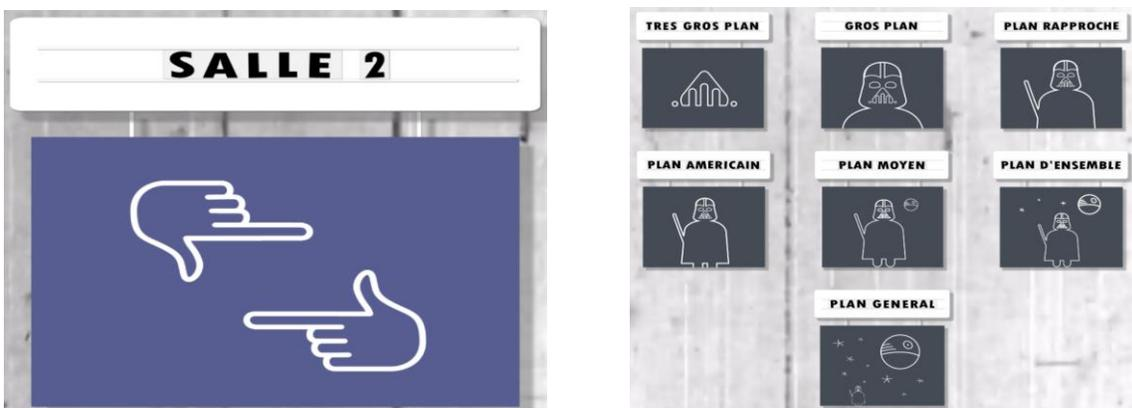 SALLE 2
TRES GROS PLAN
GROS PLAN
PLAN RAPPROCHE
PLAN AMERICAIN
PLAN MOYEN
PLAN D'ENSEMBLE
PLAN GENERAL